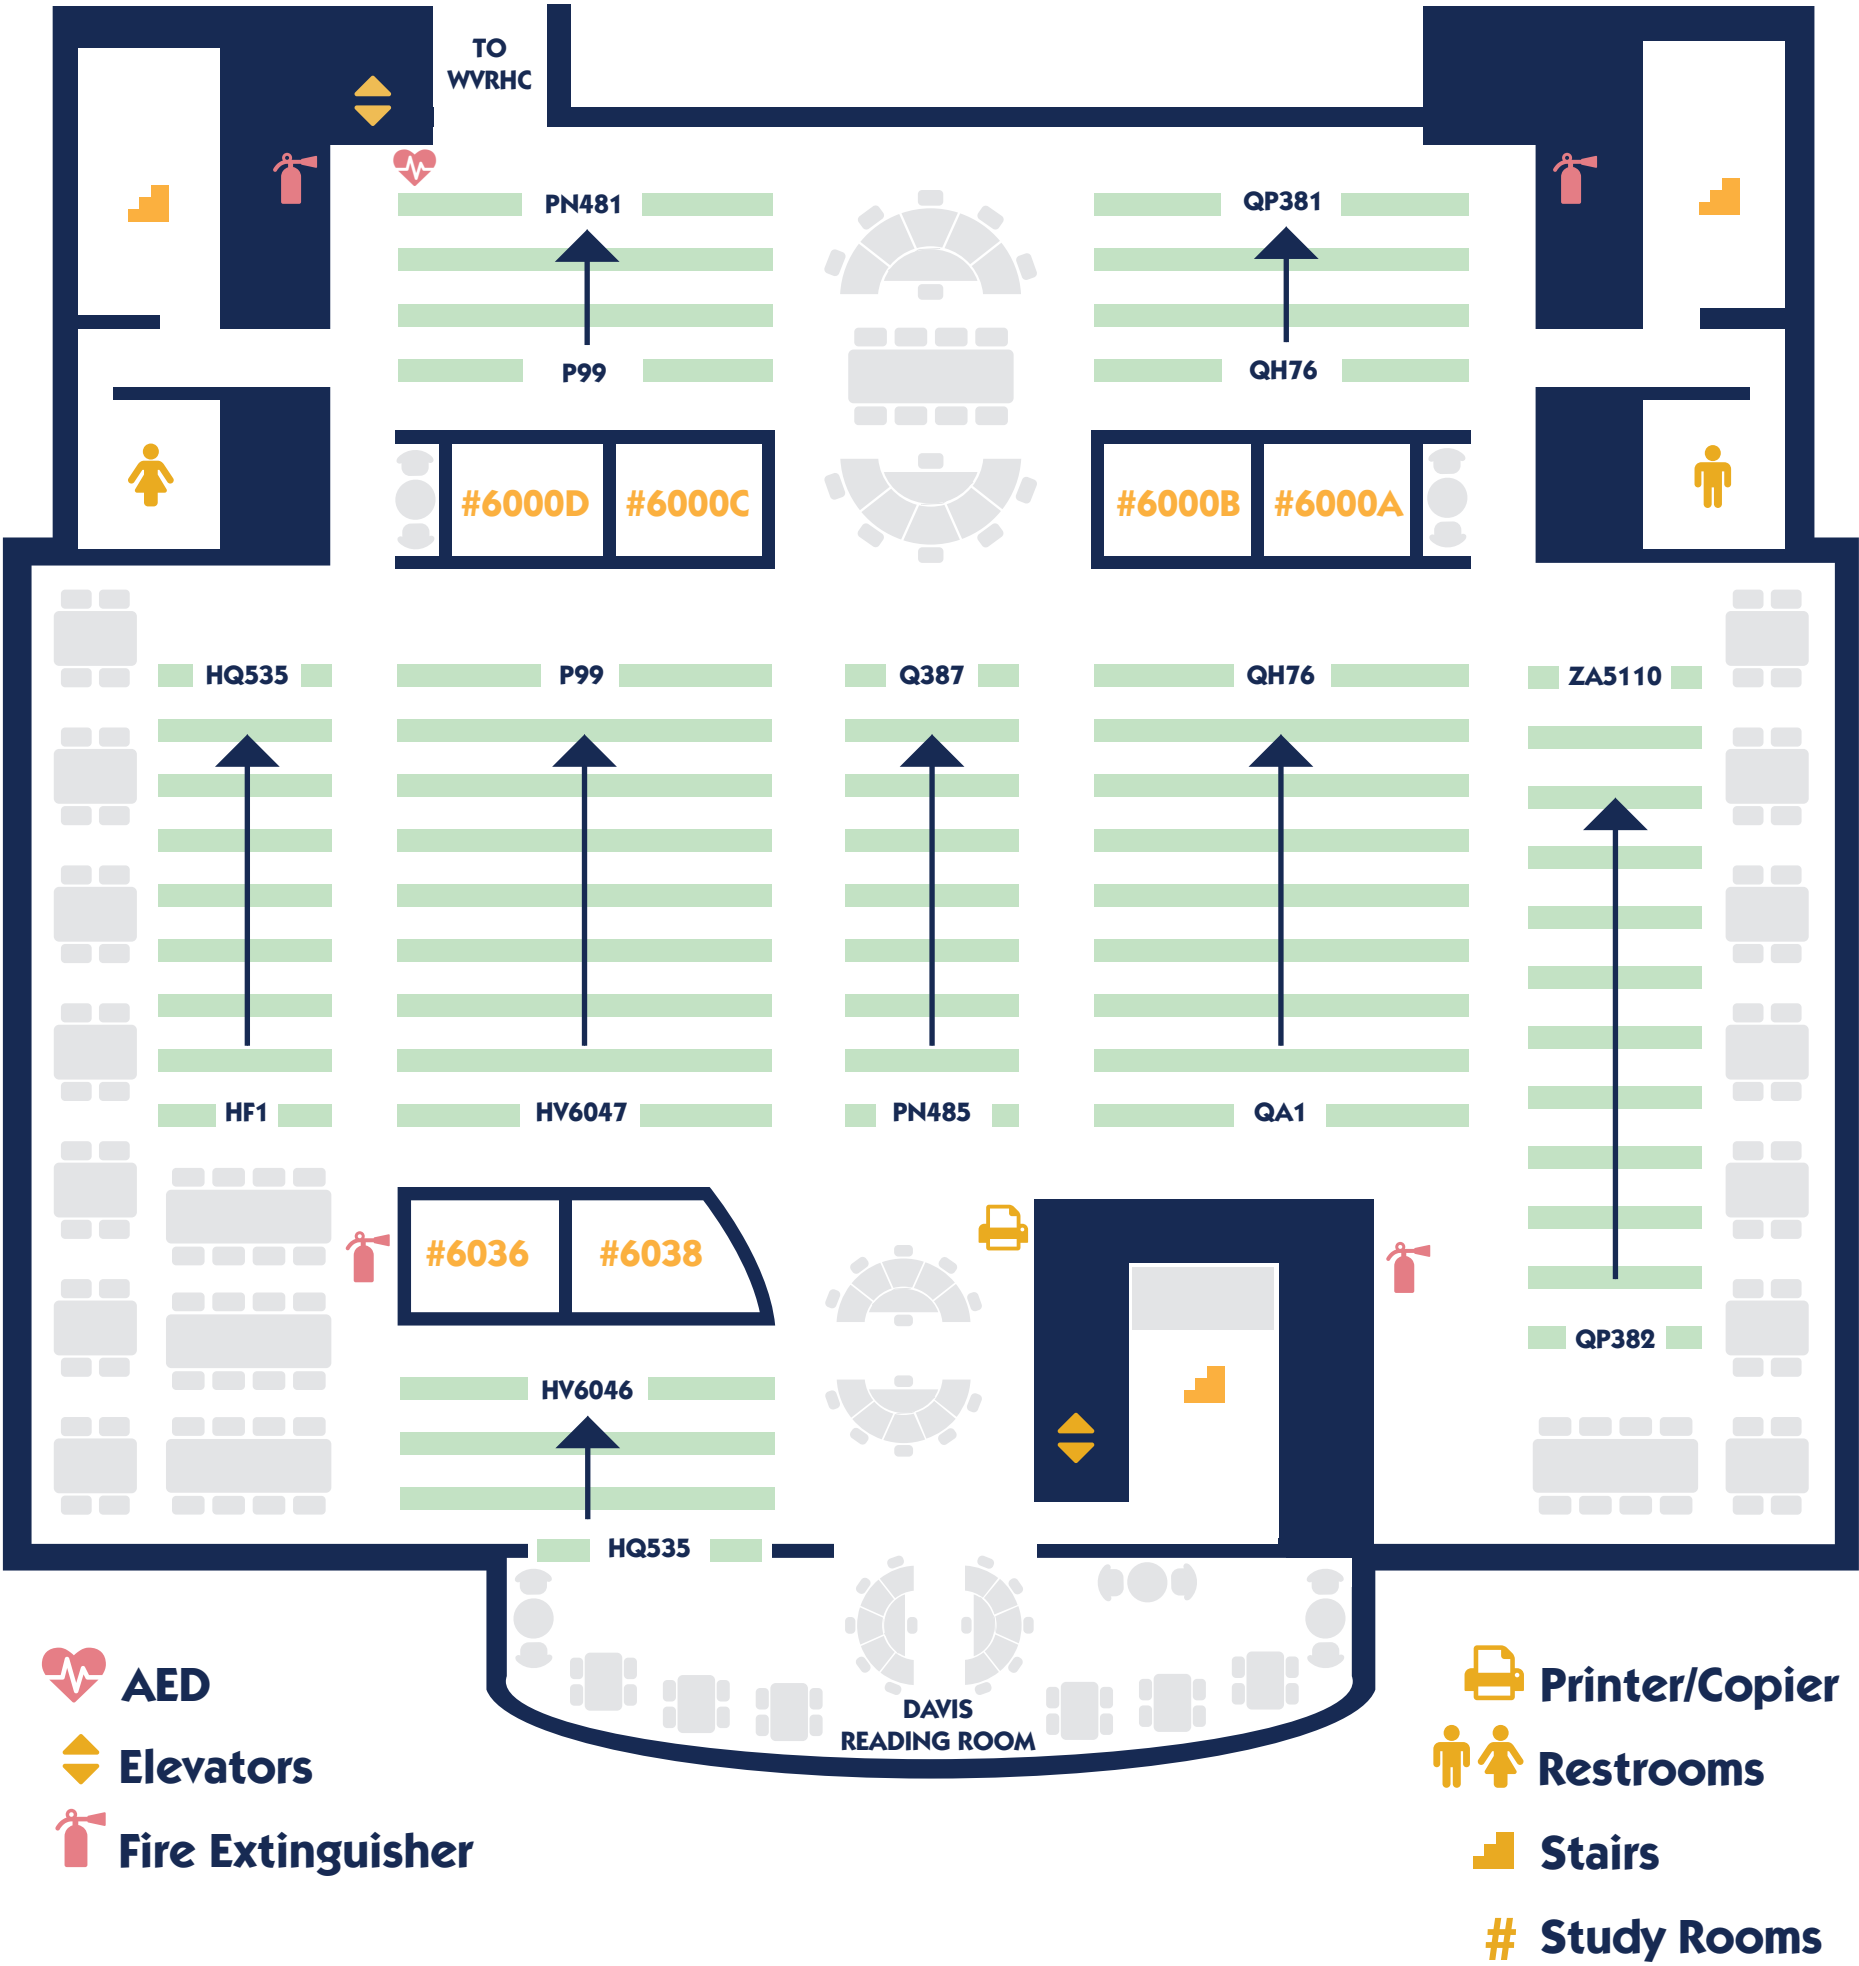 TO
WVRHC
PN481
QP381
P99
QH76
#6000D
#6000C
#6000B
#6000A
HQ535
P99
Q387
QH76
ZA5110
HF1
HV6047
PN485
QA1
#6036
#6038
QP382
HV6046
HQ535
DAVIS
READING ROOM
AED
Elevators
Fire Extinguisher
Printer/Copier
Restrooms
Stairs
# Study Rooms